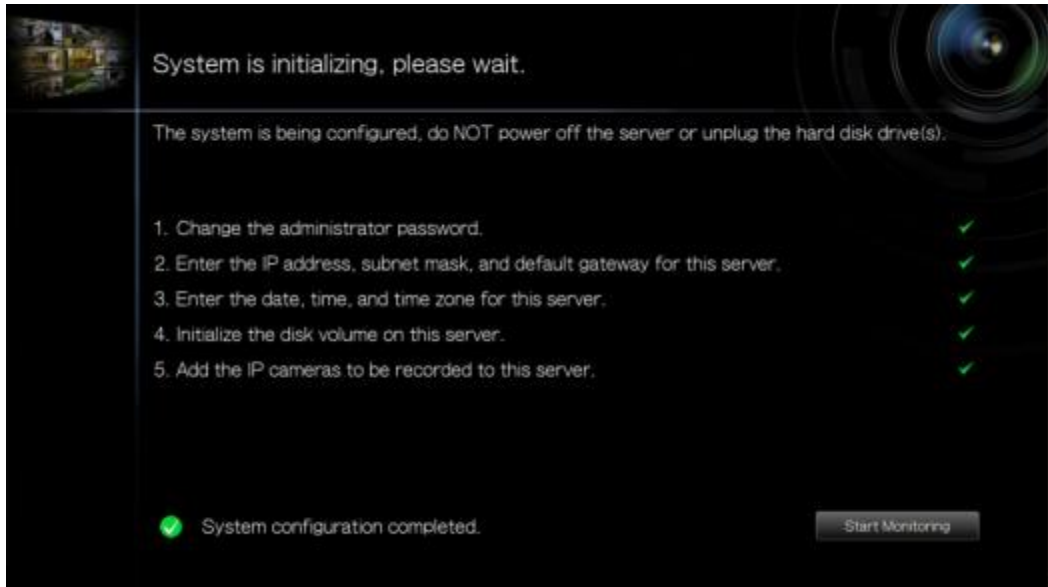 System is initializing, please wait.
The system is being configured, do NOT power off the server or unplug the hard disk drive(s).
1. Change the administrator password.
2. Enter the IP address, subnet mask, and default gateway for this server.
3. Enter the date, time, and time zone for this server.
4. Initialize the disk volume on this server.
5. Add the IP cameras to be recorded to this server.
System configuration completed.
Start Monitoring